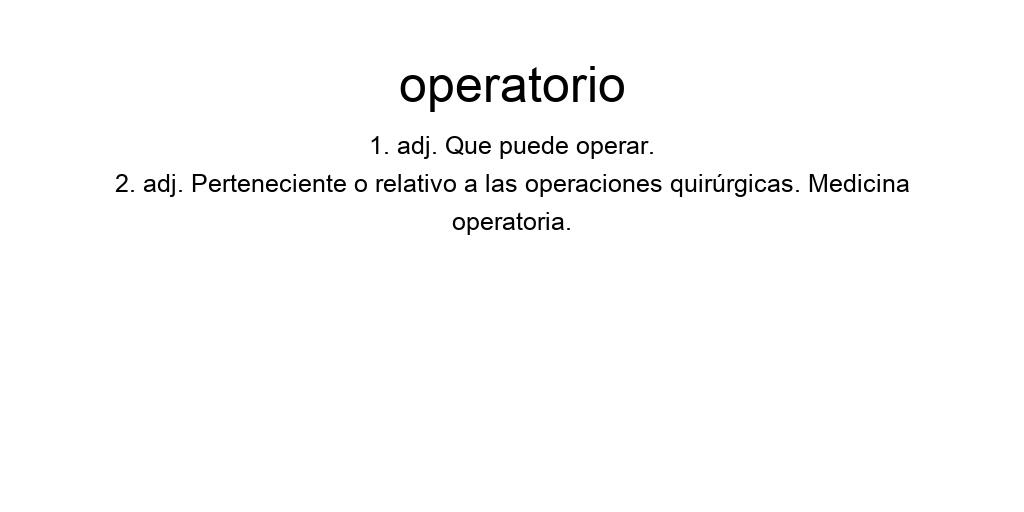 operatorio
1. adj. Que puede operar.
2. adj. Perteneciente o relativo a las operaciones quirúrgicas. Medicina
operatoria.